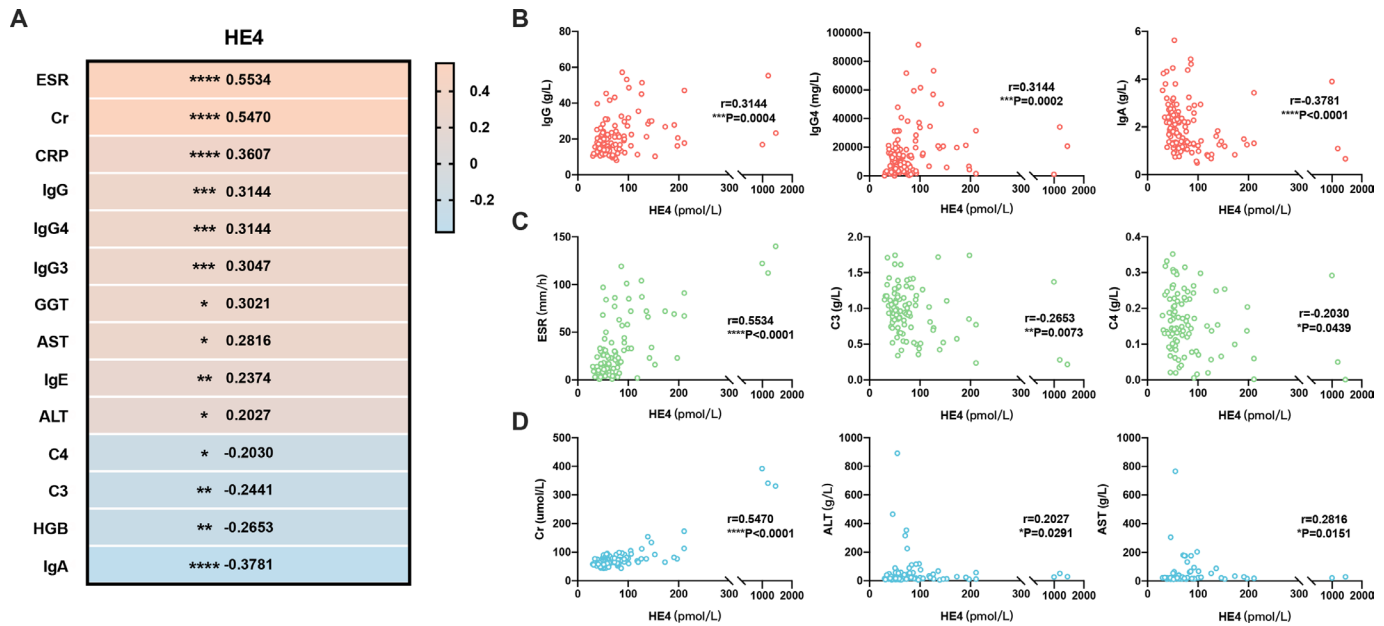 A
HE4
ESR **** 0.5534
Cr **** 0.5470
CRP **** 0.3607
IgG *** 0.3144
IgG4 *** 0.3144
IgG3 *** 0.3047
GGT * 0.3021
AST * 0.2816
IgE ** 0.2374
ALT * 0.2027
C4 * -0.2030
C3 ** -0.2441
HGB ** -0.2653
IgA **** -0.3781
0.4
0.2
0
-0.2
B
80
60
40
20
0
IgG (g/L)
r=0.3144
***P=0.0004
0 100 200 300 1000 2000
HE4 (pmol/L)
100000
80000
60000
40000
20000
0
IgG4 (mg/L)
r=0.3144
***P=0.0002
0 100 200 300 1000 2000
HE4 (pmol/L)
6
4
2
0
IgA (g/L)
r=-0.3781
****P<0.0001
0 100 200 300 1000 2000
HE4 (pmol/L)
C
150
100
50
0
ESR (mm/h)
r=0.5534
****P<0.0001
0 100 200 300 1000 2000
HE4 (pmol/L)
2.0
1.5
1.0
0.5
0.0
C3 (g/L)
r=-0.2653
**P=0.0073
0 100 200 300 1000 2000
HE4 (pmol/L)
0.4
0.3
0.2
0.1
0.0
C4 (g/L)
r=-0.2030
*P=0.0439
0 100 200 300 1000 2000
HE4 (pmol/L)
D
500
400
300
200
100
0
Cr (umol/L)
r=0.5470
****P<0.0001
0 100 200 300 1000 2000
HE4 (pmol/L)
1000
800
600
400
200
0
ALT (g/L)
r=0.2027
*P=0.0291
0 100 200 300 1000 2000
HE4 (pmol/L)
1000
800
600
400
200
0
AST (g/L)
r=0.2816
*P=0.0151
0 100 200 300 1000 2000
HE4 (pmol/L)